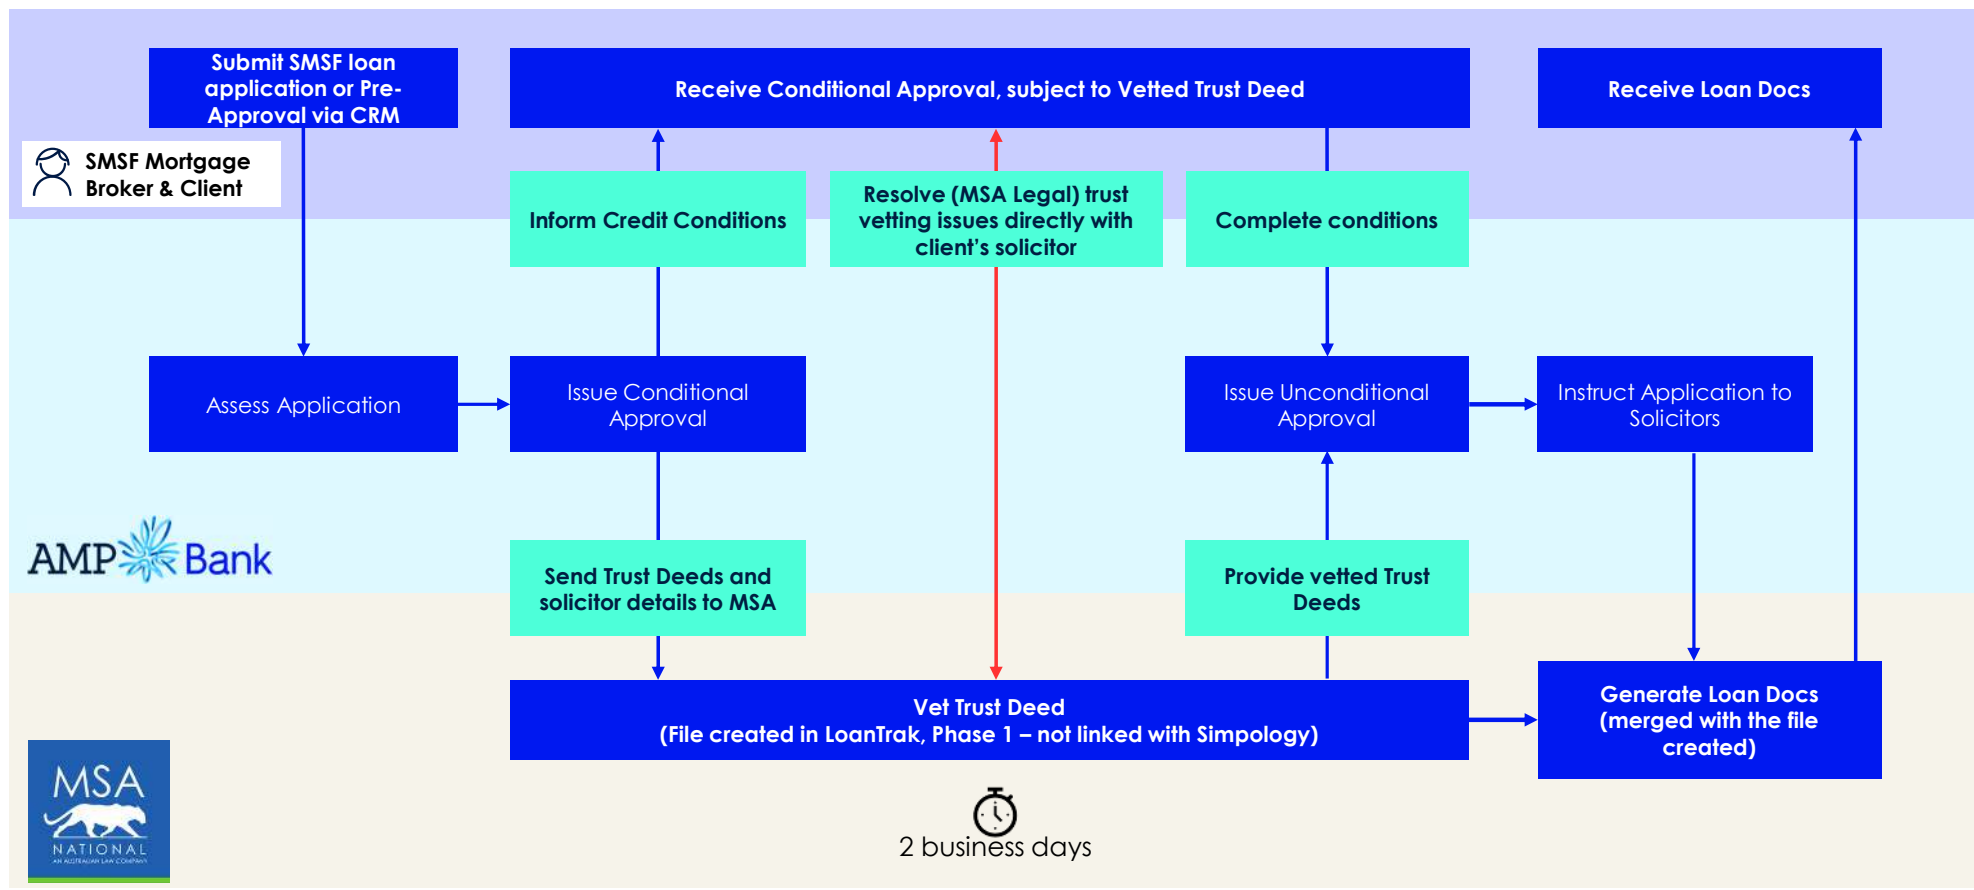 Submit SMSF loan
application or Pre-
Approval via CRM
Receive Conditional Approval, subject to Vetted Trust Deed
Receive Loan Docs
SMSF Mortgage
Broker & Client
Inform Credit Conditions
Resolve (MSA Legal) trust
vetting issues directly with
client's solicitor
Complete conditions
Assess Application
Issue Conditional
Approval
Issue Unconditional
Approval
Instruct Application to
Solicitors
AMP Bank
Send Trust Deeds and
solicitor details to MSA
Provide vetted Trust
Deeds
Vet Trust Deed
(File created in LoanTrak, Phase 1 – not linked with Simpology)
Generate Loan Docs
(merged with the file
created)
MSA
NATIONAL
AN AUSTRALIAN LAW COMPANY
2 business days